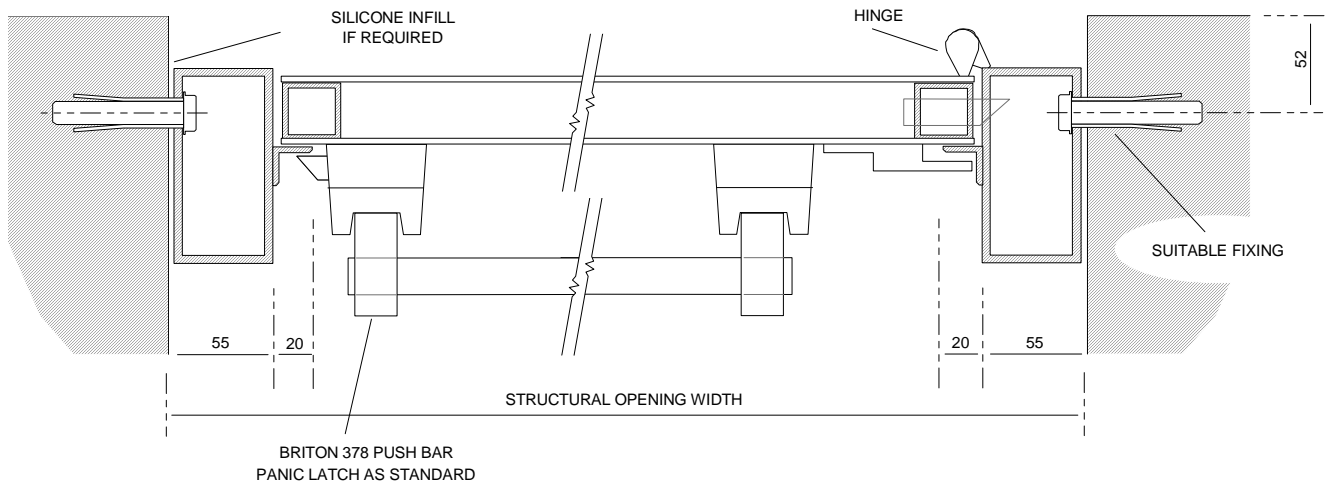 SILICONE INFILL
IF REQUIRED
HINGE
52
SUITABLE FIXING
55
20
20
55
STRUCTURAL OPENING WIDTH
BRITON 378 PUSH BAR
PANIC LATCH AS STANDARD